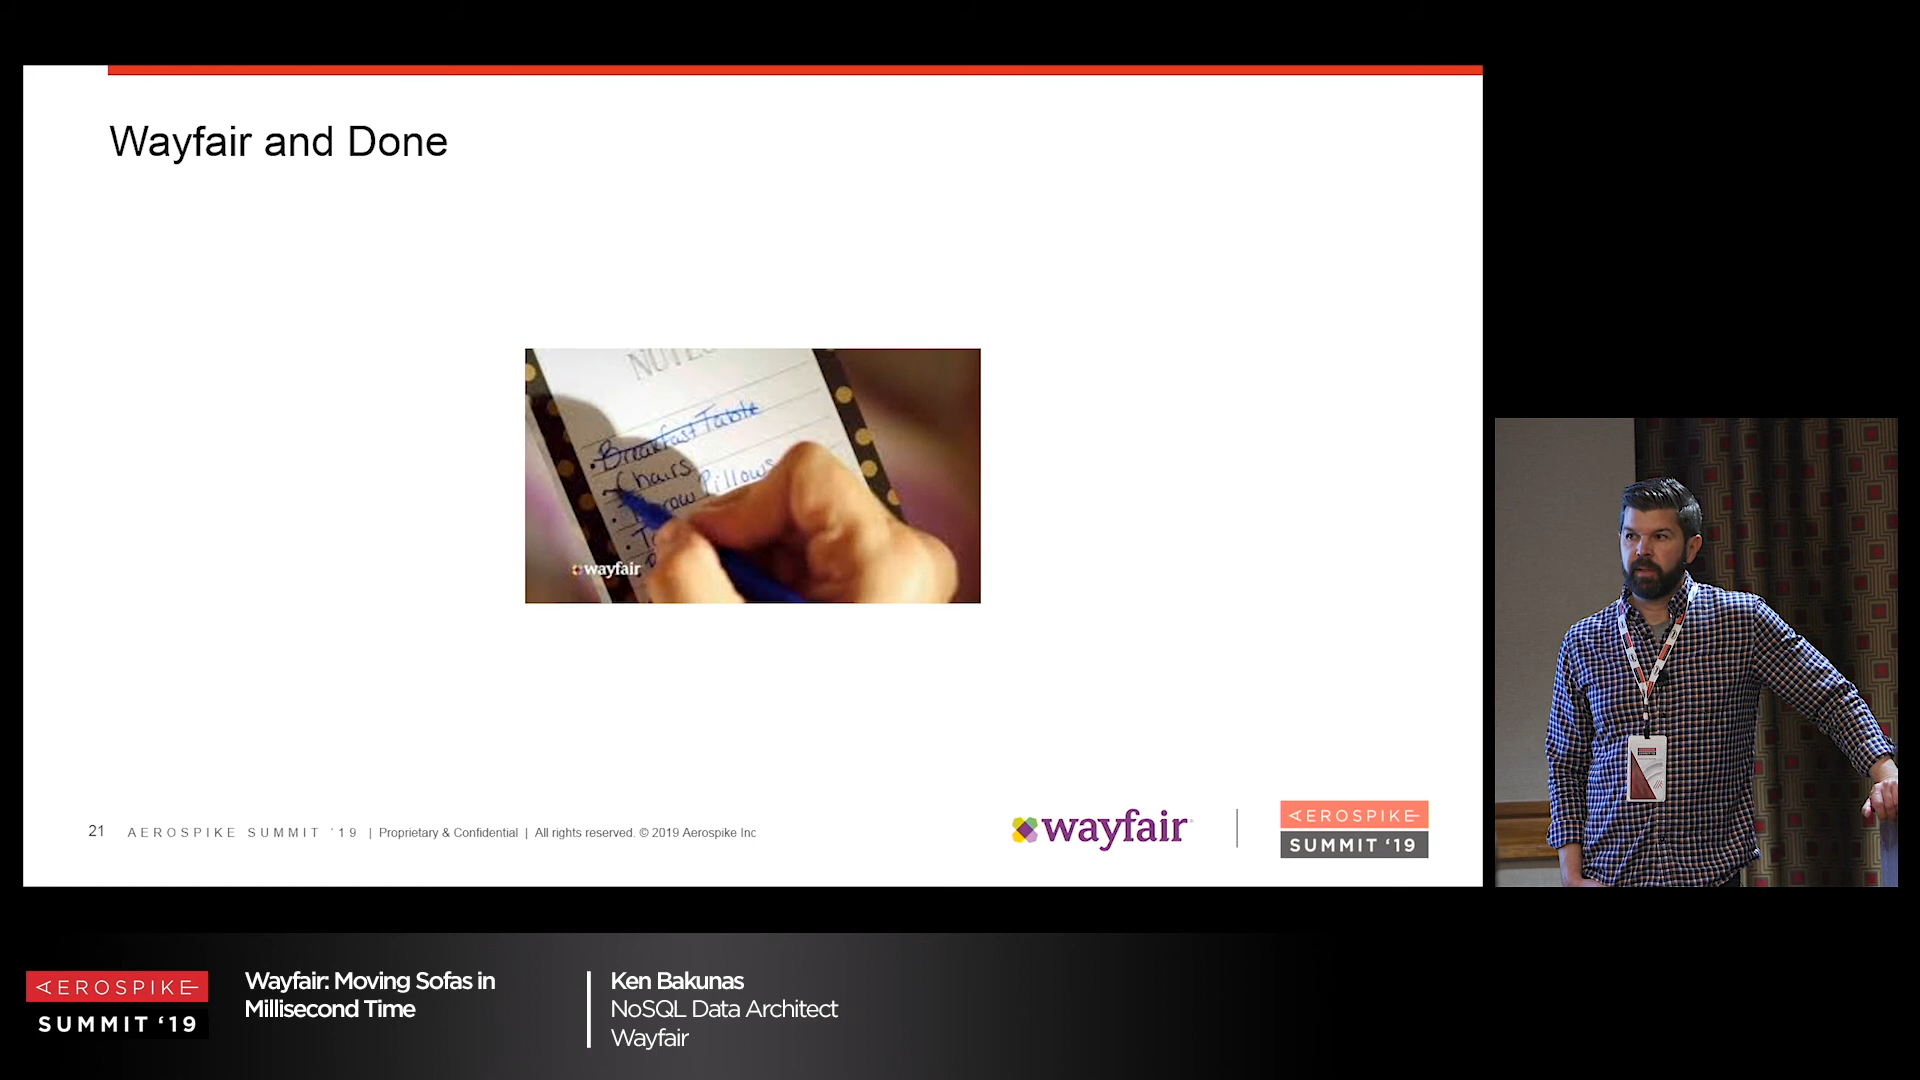 Wayfair and Done
NOTES
Breakfast Table
Chairs
Pillows
wayfair
21 AEROSPIKE SUMMIT '19 | Proprietary & Confidential | All rights reserved. © 2019 Aerospike Inc
wayfair
AEROSPIKE
SUMMIT '19
AEROSPIKE
SUMMIT '19
Wayfair: Moving Sofas in
Millisecond Time
Ken Bakunas
NoSQL Data Architect
Wayfair